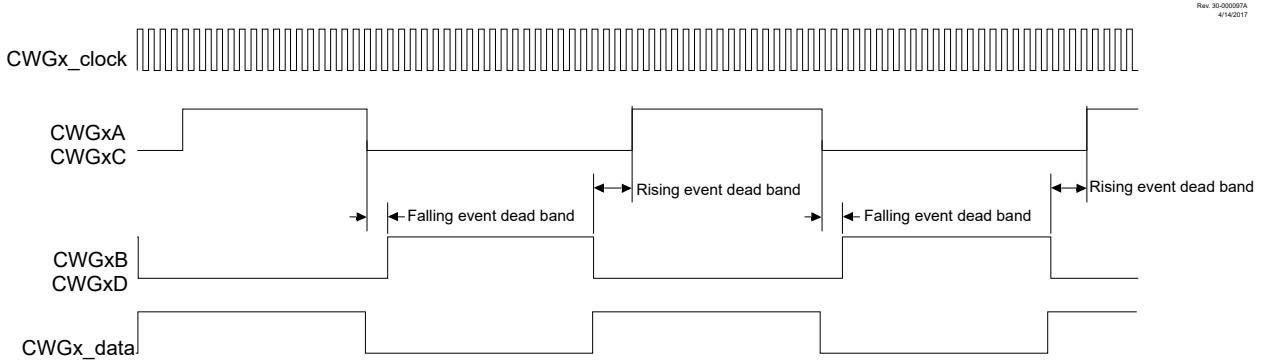 Rev. 30-000097A
4/14/2017
CWGx_clock
CWGxA
CWGxC
Rising event dead band
Rising event dead band
Falling event dead band
Falling event dead band
CWGxB
CWGxD
CWGx_data